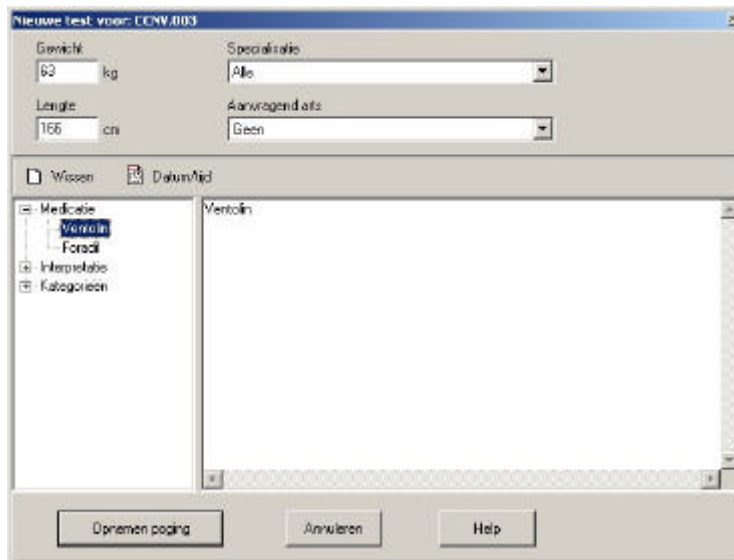 Nieuwe test voor: CCNV.003
Gewicht
Specialisatie
63 kg
Alle
Lengte
Aanvragend arts
166 cm
Geen
Wissen Datum/tijd
Medicatie
Ventolin
Ventolin
Foradil
Interpretatie
Kategorieën
Opnemen poging Annuleren Help